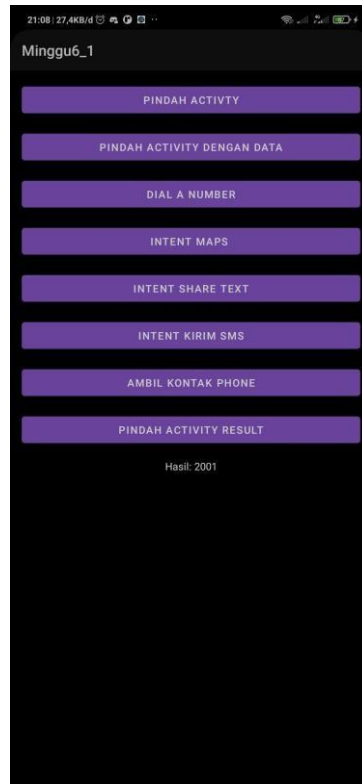 21:08 | 27,4KB/d
Minggu6_1
PINDAH ACTIVTY
PINDAH ACTIVITY DENGAN DATA
DIAL A NUMBER
INTENT MAPS
INTENT SHARE TEXT
INTENT KIRIM SMS
AMBIL KONTAK PHONE
PINDAH ACTIVITY RESULT
Hasil: 2001